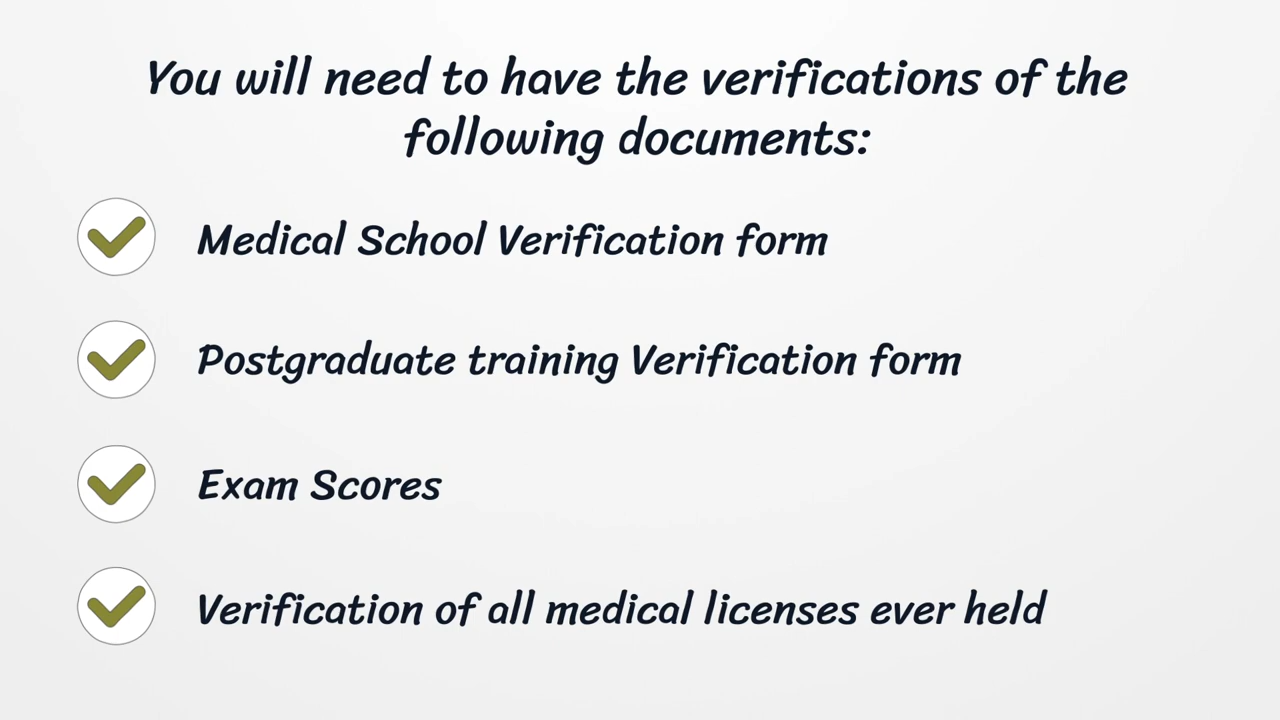 You will need to have the verifications of the
following documents:
Medical School Verification form
Postgraduate training Verification form
Exam Scores
Verification of all medical licenses ever held